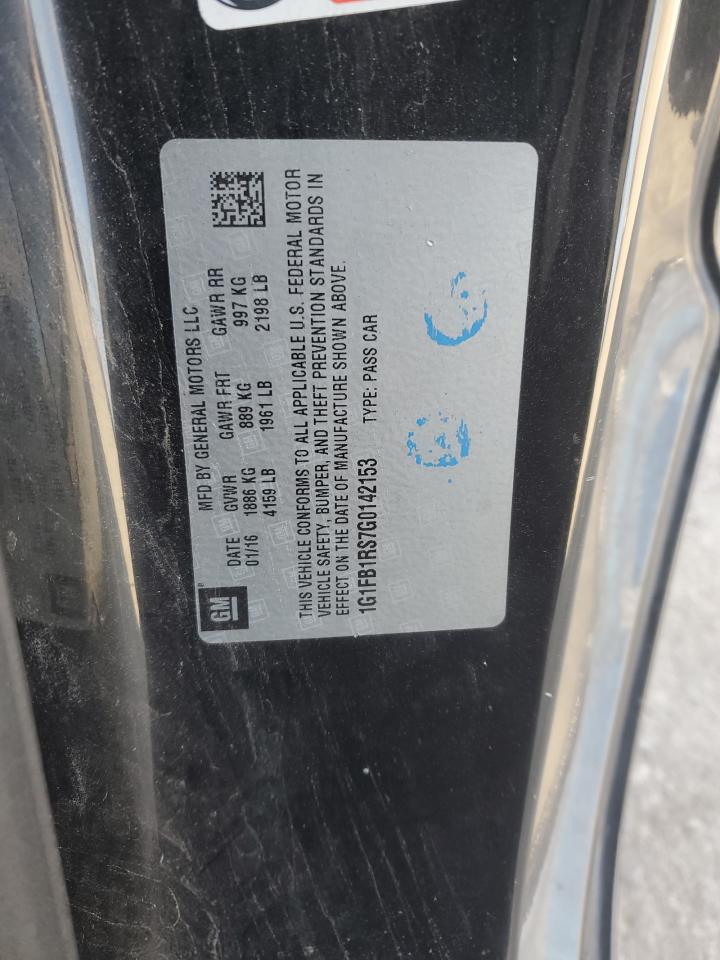 MFD BY GENERAL MOTORS LLC
DATE GVWR GAWR FRT GAWR RR
01/16 1886 KG 889 KG 997 KG
4159 LB 1961 LB 2198 LB
GM
THIS VEHICLE CONFORMS TO ALL APPLICABLE U.S. FEDERAL MOTOR
VEHICLE SAFETY, BUMPER, AND THEFT PREVENTION STANDARDS IN
EFFECT ON THE DATE OF MANUFACTURE SHOWN ABOVE.
1G1FB1RS7G0142153 TYPE: PASS CAR